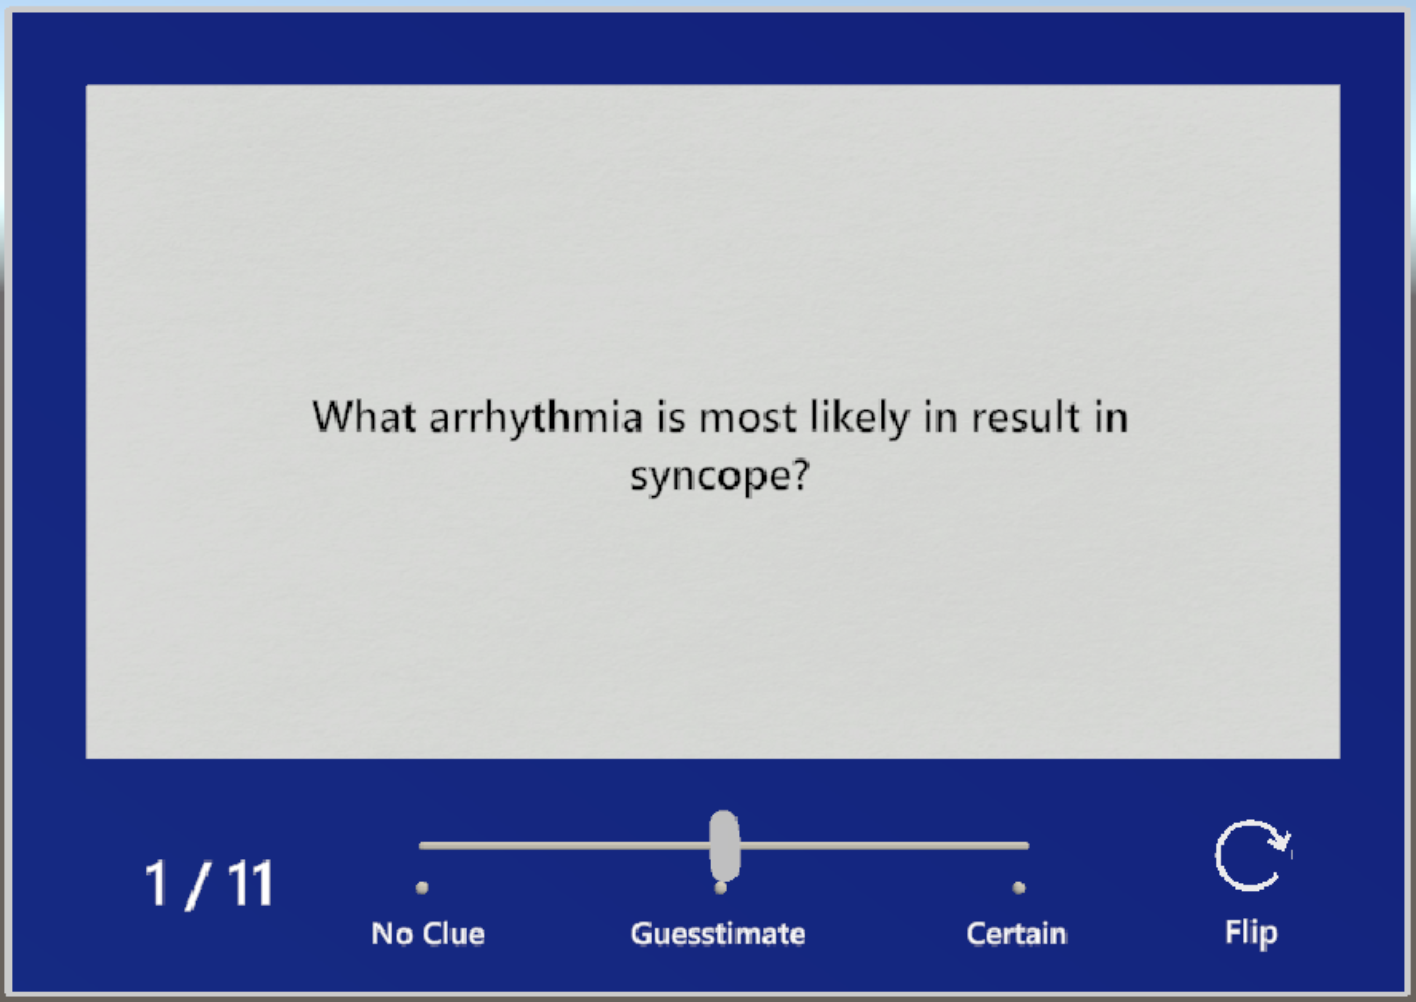 What arrhythmia is most likely in result in
syncope?
1 / 11
No Clue
Guesstimate
Certain
Flip